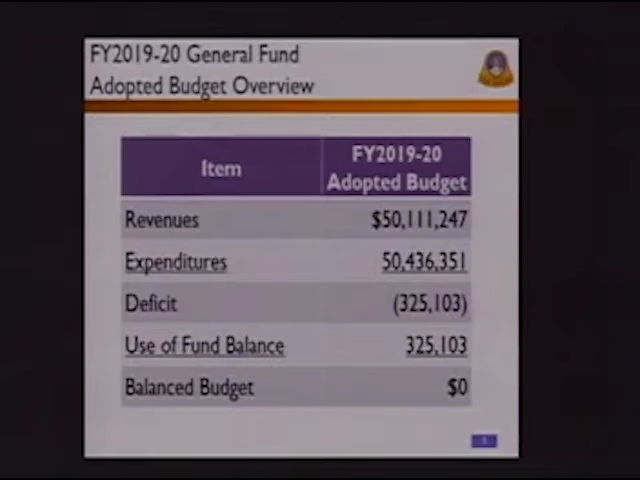 FY2019-20 General Fund
Adopted Budget Overview
Item
FY2019-20
Adopted Budget
Revenues $50,111,247
Expenditures 50,436,351
Deficit (325,103)
Use of Fund Balance 325,103
Balanced Budget $0